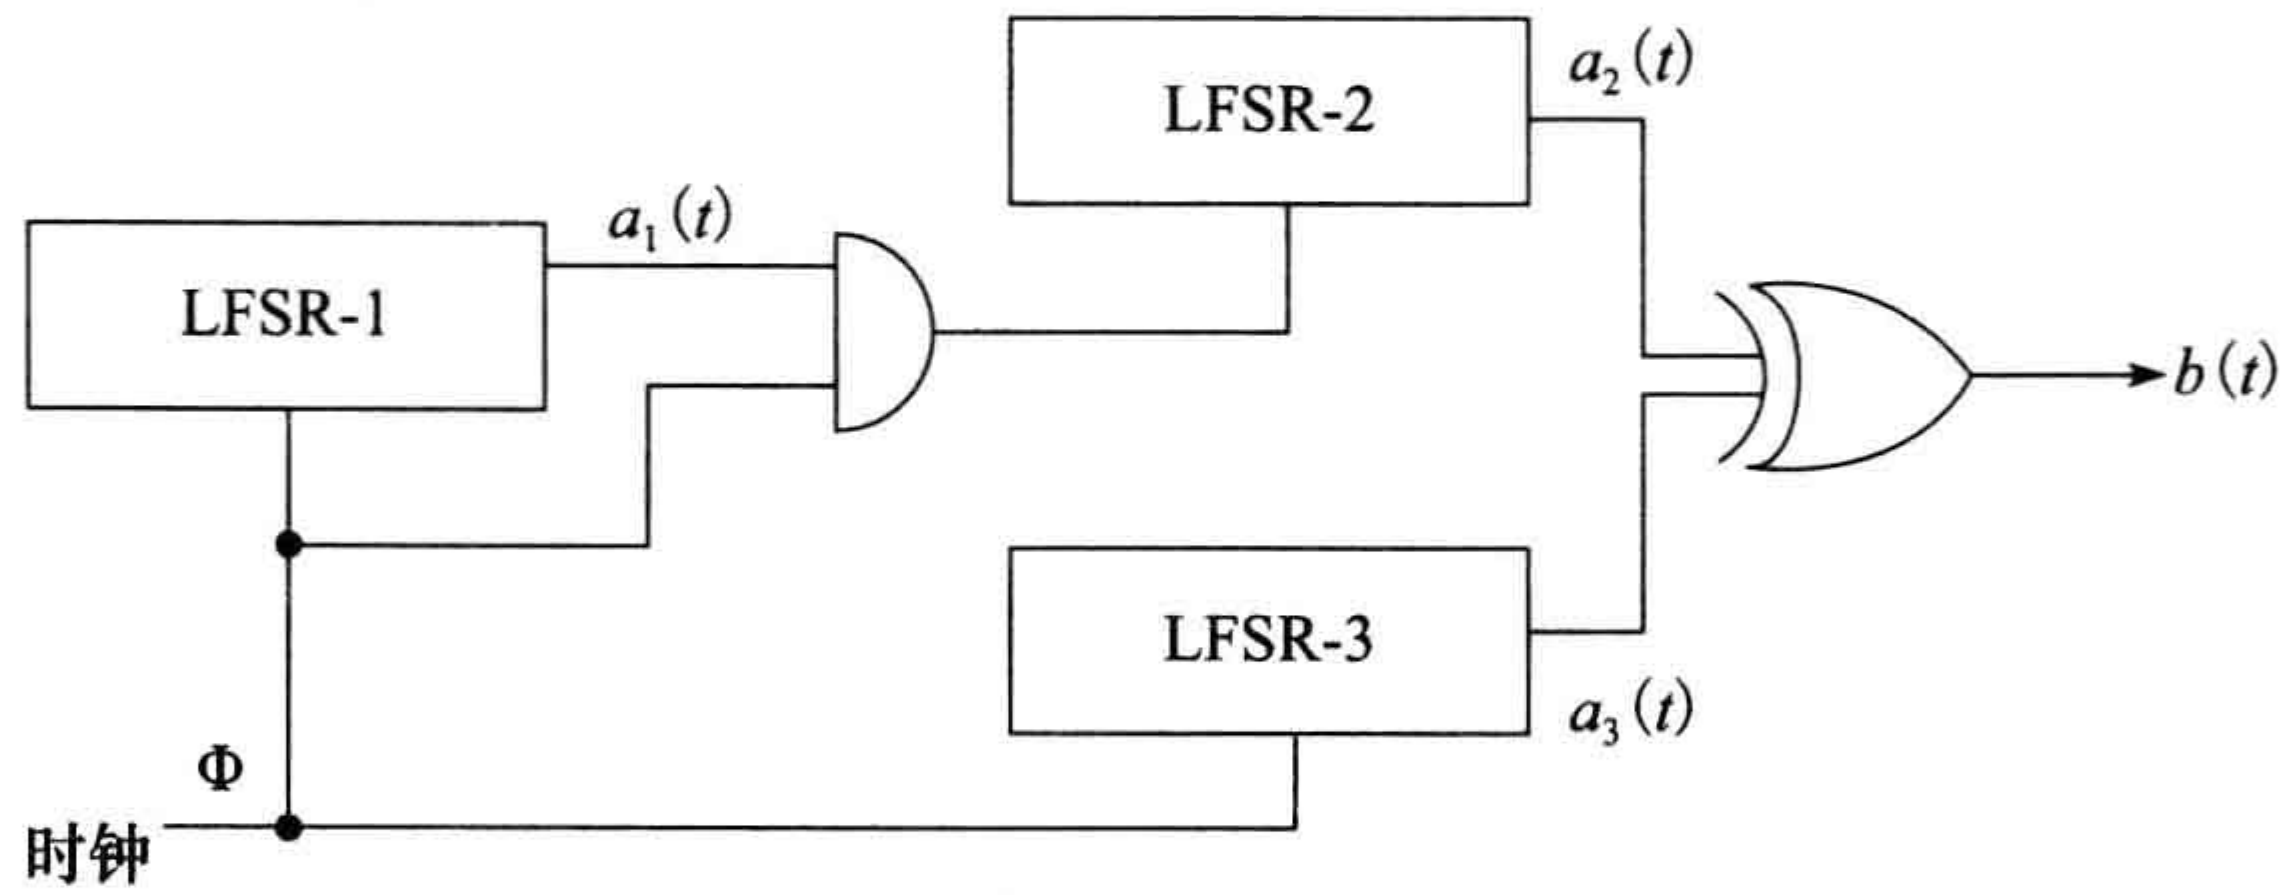 LFSR-2
a₂(t)
a₁(t)
LFSR-1
b(t)
LFSR-3
a₃(t)
Φ
时钟